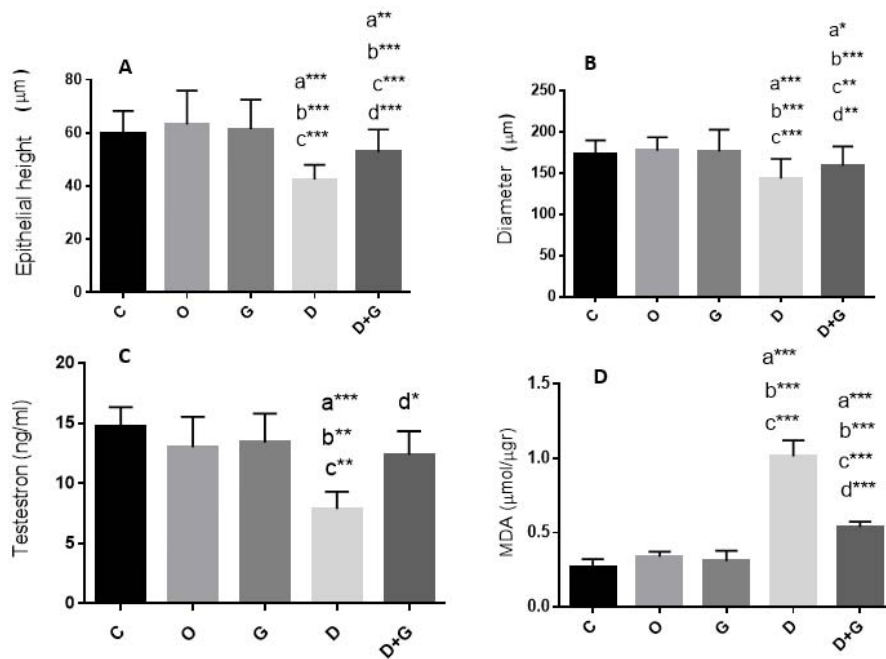 A
Epithelial height (μm)
80
60
40
20
0
a***
b***
c***
a**
b***
c***
d***
C
O
G
D
D+G
B
Diameter (μm)
250
200
150
100
50
0
a***
b***
c***
a*
b***
c**
d**
C
O
G
D
D+G
C
Testestron (ng/ml)
20
15
10
5
0
a***
b**
c**
d*
C
O
G
D
D+G
D
MDA (μmol/μgr)
1.5
1.0
0.5
0.0
a***
b***
c***
a***
b***
c***
d***
C
O
G
D
D+G